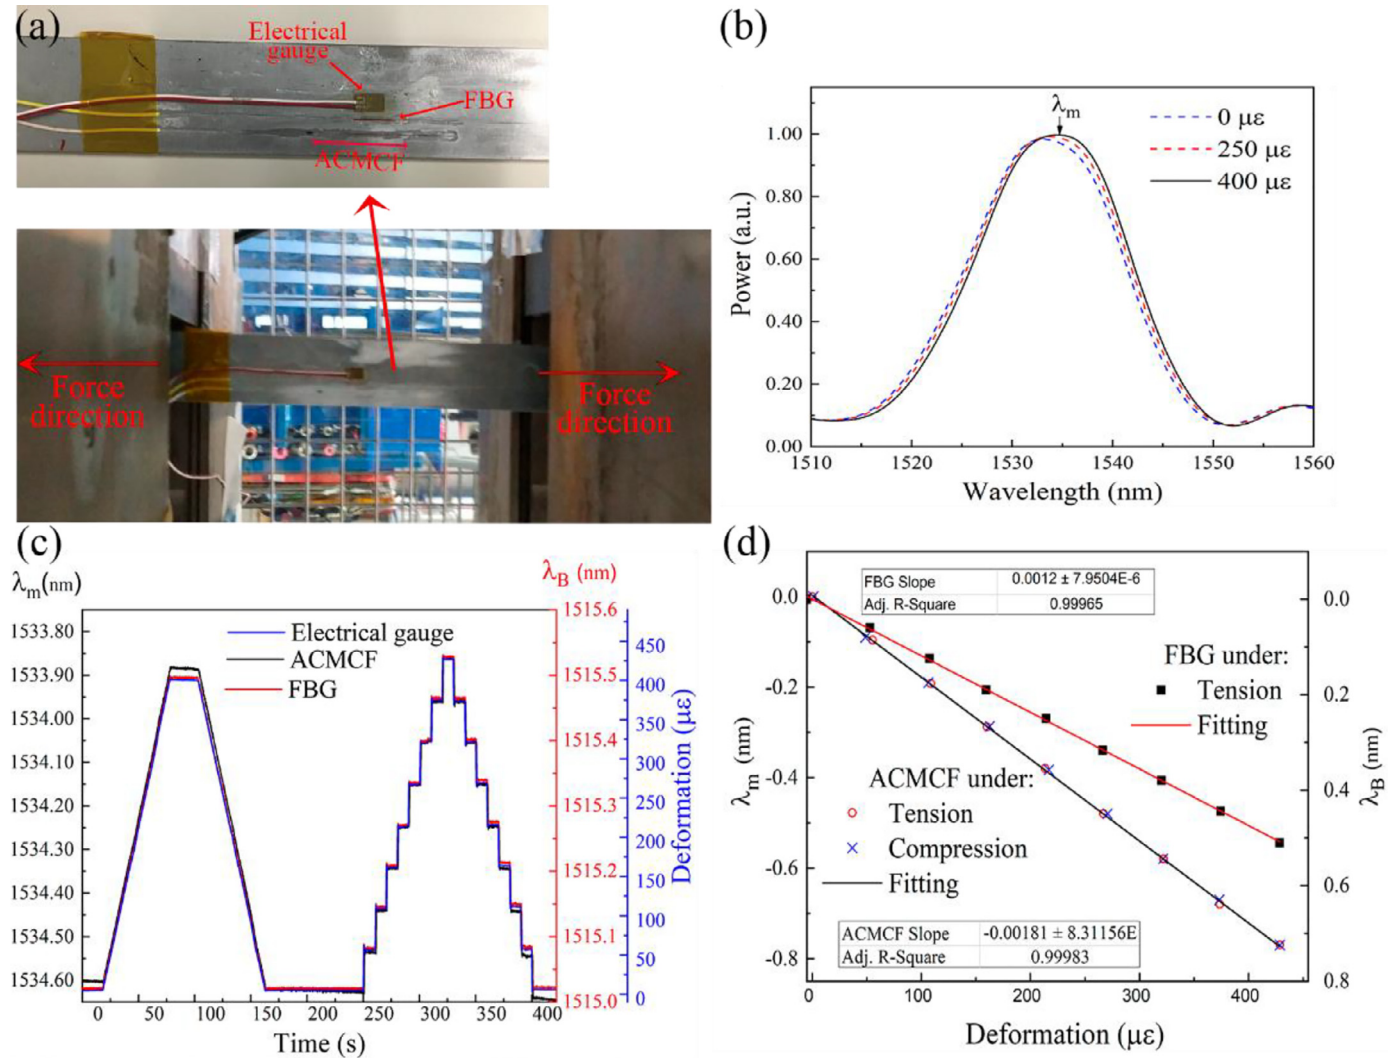 (a)
Electrical
gauge
FBG
ACMCF
Force
direction
Force
direction
(b)
λm
0 με
250 με
400 με
1.00
0.80
0.60
0.40
0.20
0.00
Power (a.u.)
1510 1520 1530 1540 1550 1560
Wavelength (nm)
(c)
λm(nm)
λB (nm)
1533.80
1533.90
1534.00
1534.10
1534.20
1534.30
1534.40
1534.50
1534.60
Electrical gauge
ACMCF
FBG
1515.6
1515.5
1515.4
1515.3
1515.2
1515.1
1515.0
450
400
350
300
250
200
150
100
50
0
Deformation (με)
0 50 100 150 200 250 300 350 400
Time (s)
(d)
FBG Slope 0.0012 ± 7.9504E-6
Adj. R-Square 0.99965
FBG under:
Tension
Fitting
ACMCF under:
Tension
Compression
Fitting
ACMCF Slope -0.00181 ± 8.31156E
Adj. R-Square 0.99983
0.0
-0.2
-0.4
-0.6
-0.8
λm (nm)
0.0
0.2
0.4
0.6
0.8
λB (nm)
0 100 200 300 400
Deformation (με)